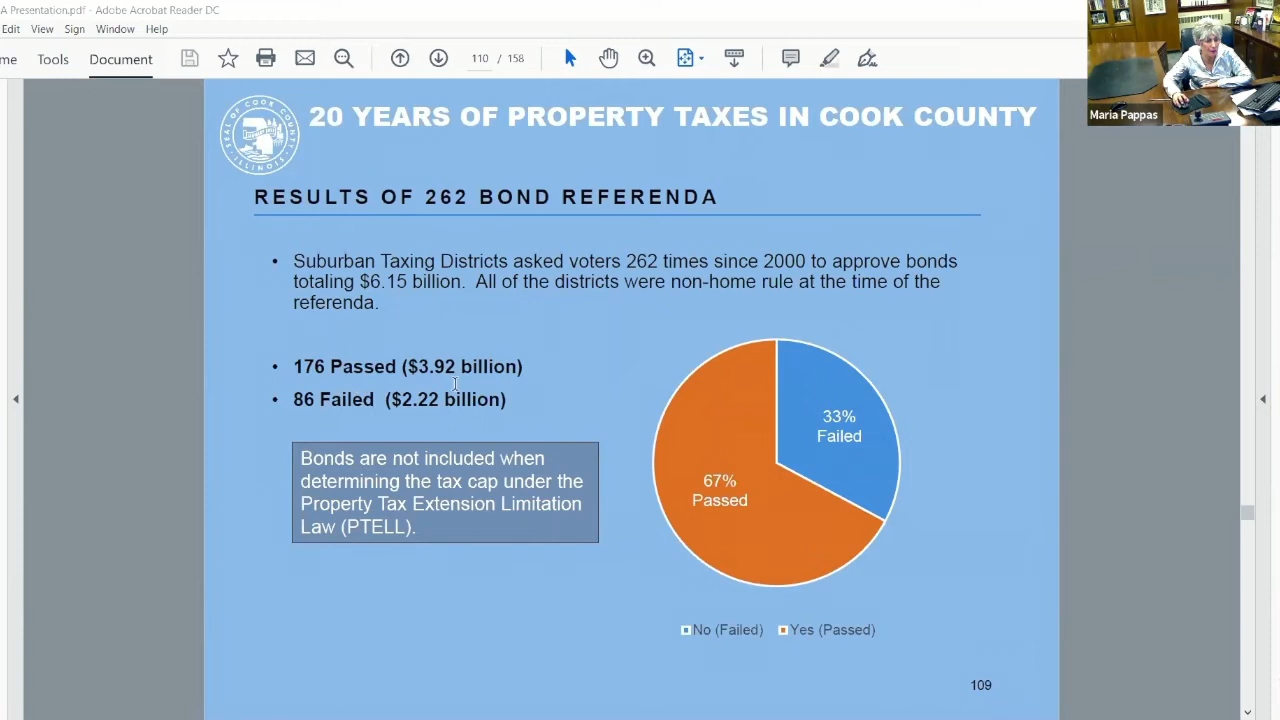 A Presentation.pdf - Adobe Acrobat Reader DC
Edit View Sign Window Help
me Tools Document 110 / 158
Maria Pappas
SEAL OF COOK COUNTY
ILLINOIS
20 YEARS OF PROPERTY TAXES IN COOK COUNTY
RESULTS OF 262 BOND REFERENDA
• Suburban Taxing Districts asked voters 262 times since 2000 to approve bonds
totaling $6.15 billion. All of the districts were non-home rule at the time of the
referenda.
• 176 Passed ($3.92 billion)
• 86 Failed ($2.22 billion)
Bonds are not included when
determining the tax cap under the
Property Tax Extension Limitation
Law (PTELL).
33%
Failed
67%
Passed
No (Failed) Yes (Passed)
109